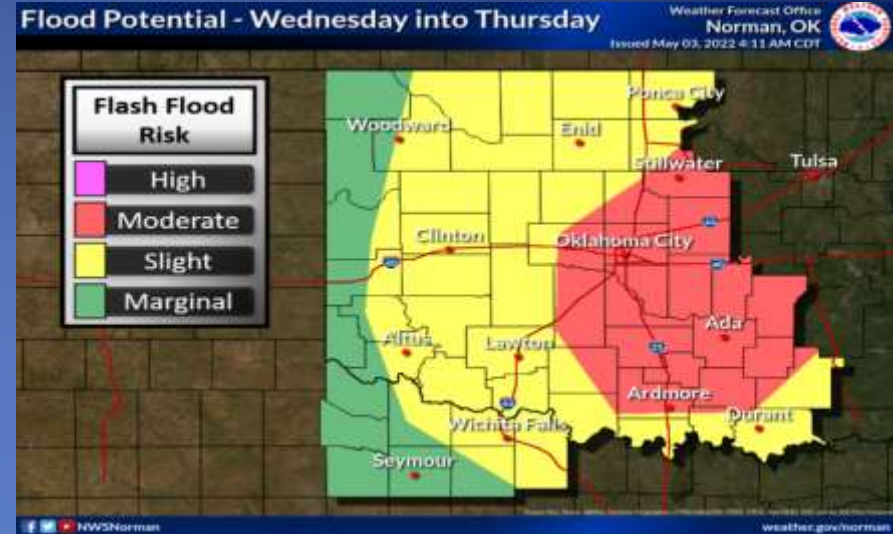 Flood Potential - Wednesday into Thursday
Weather Forecast Office
Norman, OK
Issued May 03, 2022 4:11 AM CDT
Flash Flood
Risk
High
Moderate
Slight
Marginal
Ponca City
Woodward
Enid
Stillwater
Tulsa
Clinton
Oklahoma City
Ada
Altus
Lawton
Ardmore
Durant
Wichita Falls
Seymour
NWSNorman
weather.gov/norman